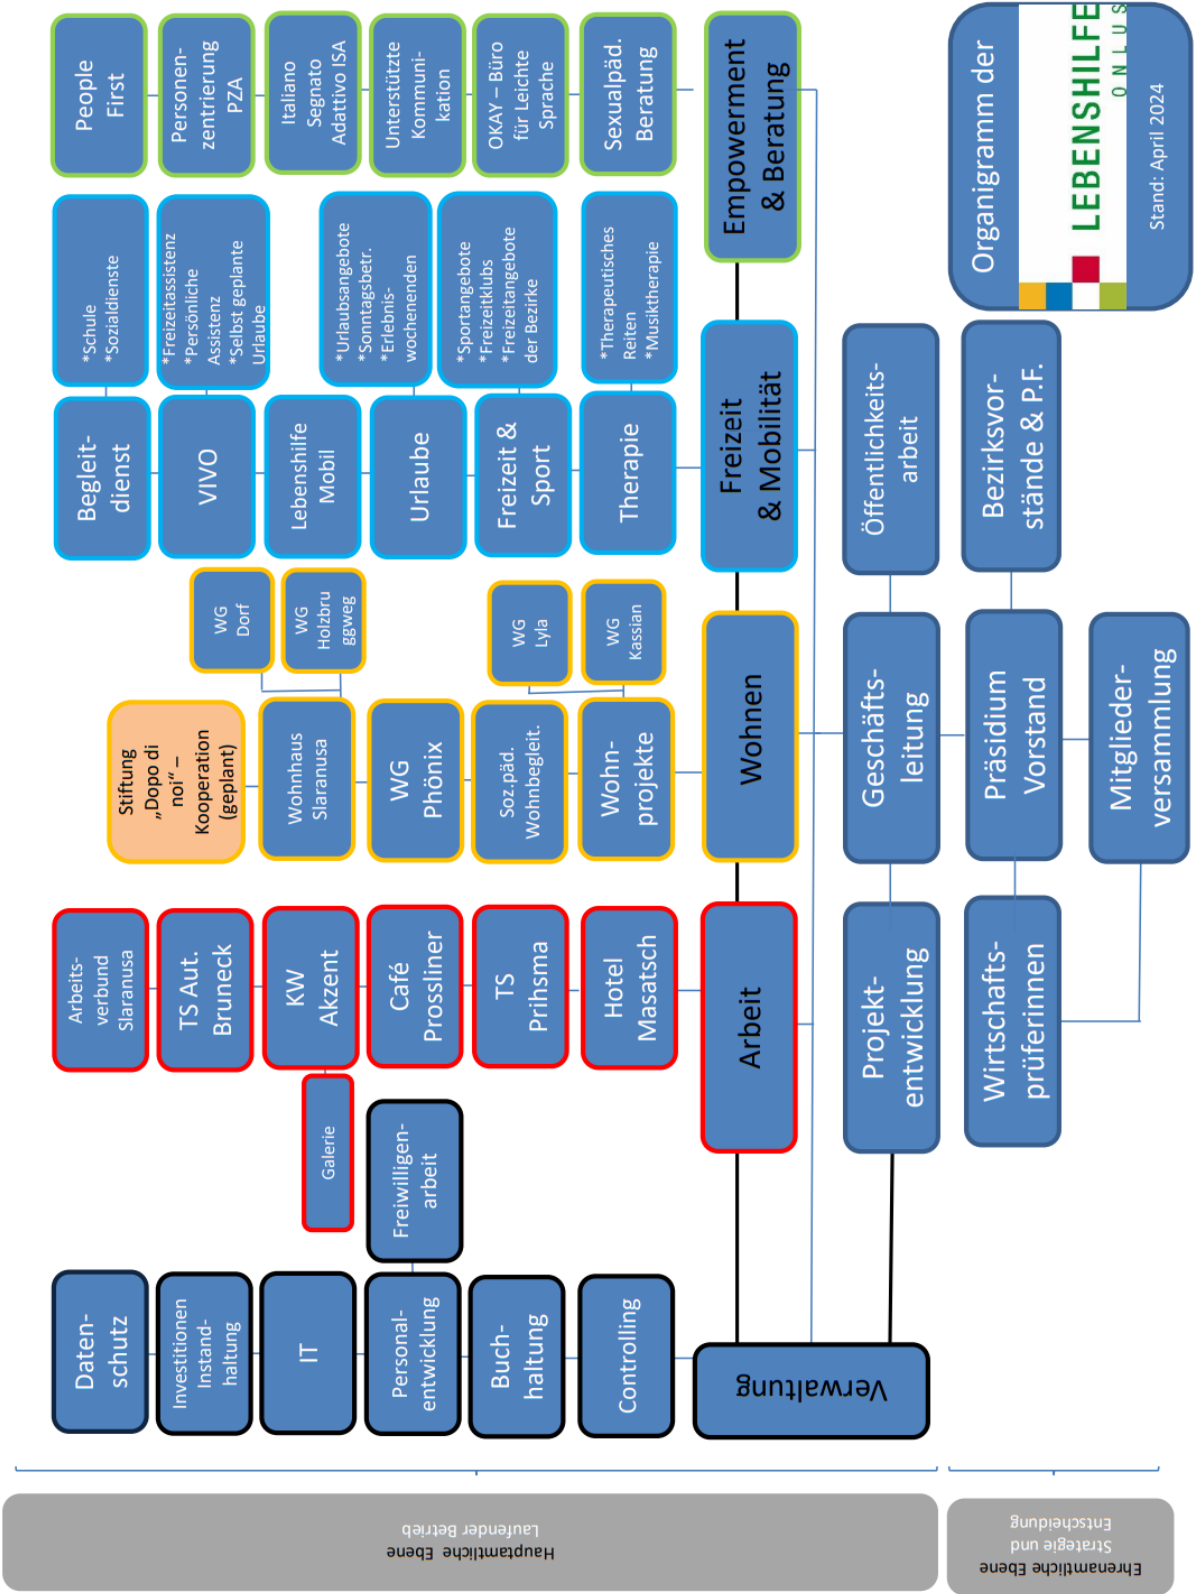 Organigramm der
LEBENSHILFE
ONLUS
Stand: April 2024
People
First
Personen-
zentrierung
PZA
Italiano
Segnato
Adattivo ISA
Unterstützte
Kommuni-
kation
OKAY – Büro
für Leichte
Sprache
Sexualpäd.
Beratung
Empowerment
& Beratung
*Schule
*Sozialdienste
*Freizeitassistenz
*Persönliche
Assistenz
*Selbst geplante
Urlaube
*Urlaubsangebote
*Sonntagsbetr.
*Erlebnis-
wochenenden
*Sportangebote
*Freizeitklubs
*Freizeitangebote
der Bezirke
*Therapeutisches
Reiten
*Musiktherapie
Begleit-
dienst
VIVO
Lebenshilfe
Mobil
Urlaube
Freizeit &
Sport
Therapie
Freizeit
& Mobilität
Öffentlichkeits-
arbeit
Bezirksvor-
stände & P.F.
WG
Dorf
WG
Holzbru
ggweg
WG
Lyla
WG
Kassian
Stiftung
„Dopo di
noi“ –
Kooperation
(geplant)
Wohnhaus
Slaranusa
WG
Phönix
Soz.päd.
Wohnbegleit.
Wohn-
projekte
Wohnen
Geschäfts-
leitung
Präsidium
Vorstand
Mitglieder-
versammlung
Arbeits-
verbund
Slaranusa
TS Aut.
Bruneck
KW
Akzent
Café
Prossliner
TS
Prihsma
Hotel
Masatsch
Arbeit
Projekt-
entwicklung
Wirtschafts-
prüferinnen
Galerie
Freiwilligen-
arbeit
Daten-
schutz
Investitionen
Instand-
haltung
IT
Personal-
entwicklung
Buch-
haltung
Controlling
Verwaltung
Hauptamtliche Ebene
Laufender Betrieb
Ehrenamtliche Ebene
Strategie und
Entscheidung